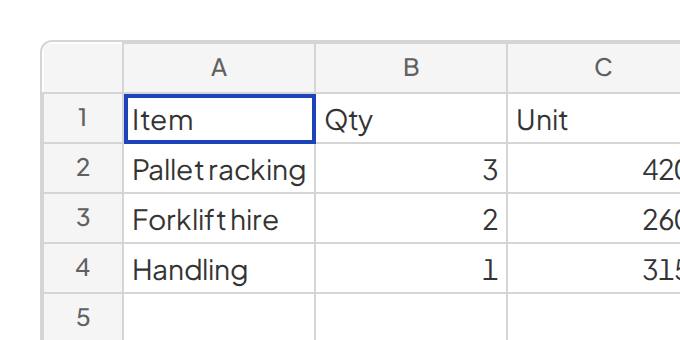 A B C
1 Item Qty Unit
2 Pallet racking 3
3 Forklift hire 2
4 Handling 1
5